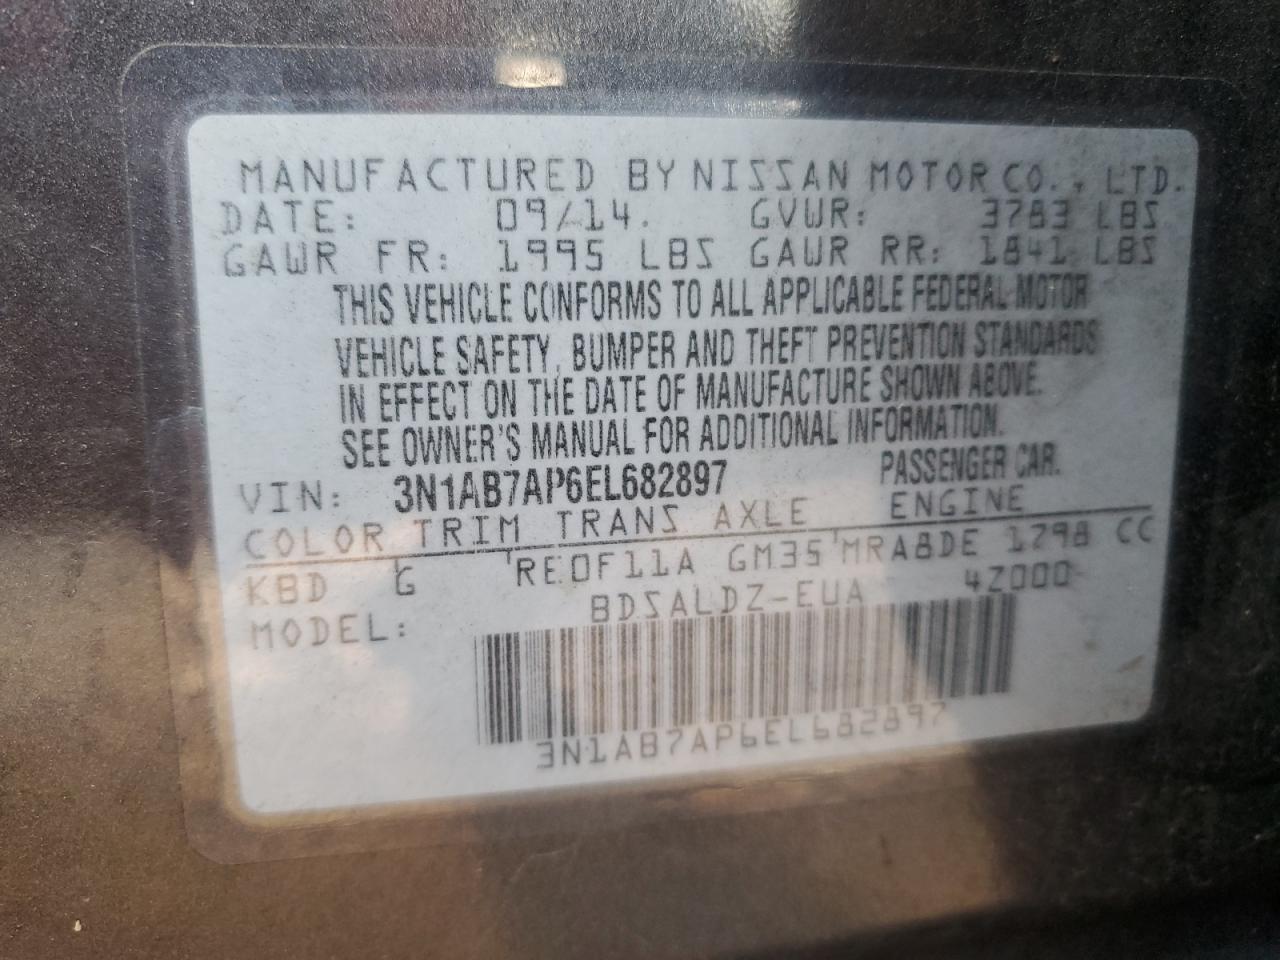 MANUFACTURED BY NISSAN MOTOR CO., LTD.
DATE: 09/14. GVWR: 3783 LBS
GAWR FR: 1995 LBS GAWR RR: 1841 LBS
THIS VEHICLE CONFORMS TO ALL APPLICABLE FEDERAL MOTOR
VEHICLE SAFETY, BUMPER AND THEFT PREVENTION STANDARDS
IN EFFECT ON THE DATE OF MANUFACTURE SHOWN ABOVE.
SEE OWNER'S MANUAL FOR ADDITIONAL INFORMATION.
VIN: 3N1AB7AP6EL682897 PASSENGER CAR.
COLOR TRIM TRANS AXLE ENGINE
KBD G RE0F11A GM35 MRA8DE 1798 CC
MODEL: BDSALDZ-EUA 4Z000
3N1AB7AP6EL682897